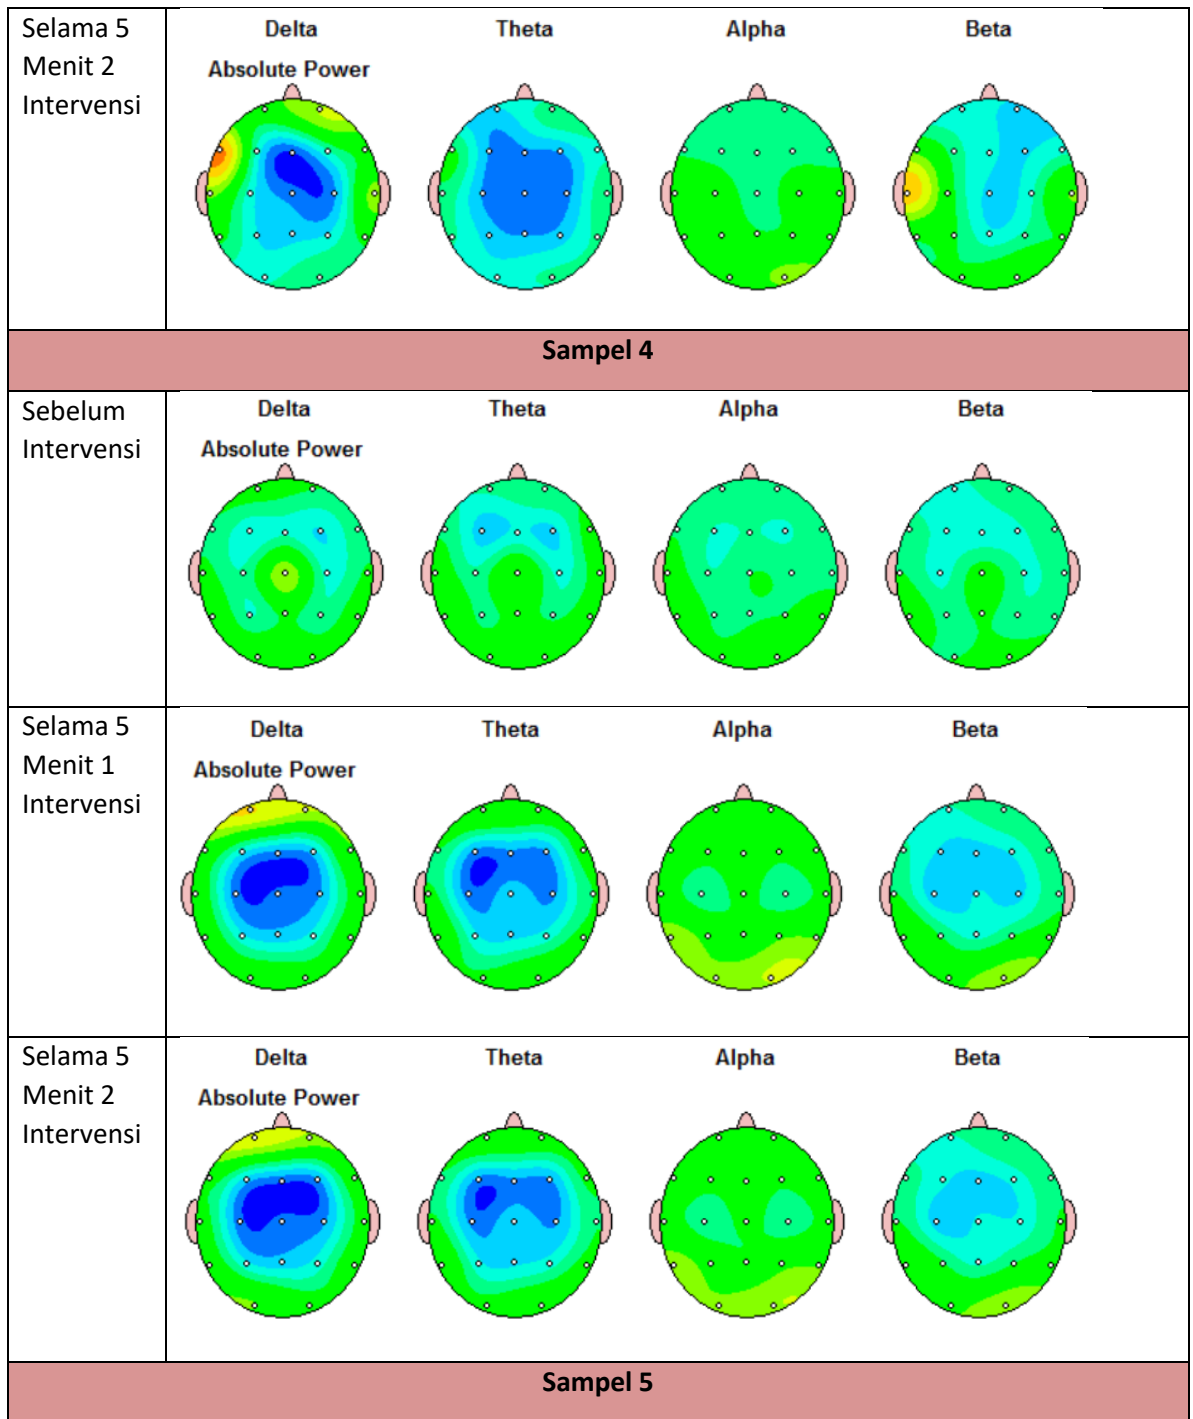 Selama 5
Menit 2
Intervensi
Delta Theta Alpha Beta
Absolute Power
Sampel 4
Sebelum
Intervensi
Delta Theta Alpha Beta
Absolute Power
Selama 5
Menit 1
Intervensi
Delta Theta Alpha Beta
Absolute Power
Selama 5
Menit 2
Intervensi
Delta Theta Alpha Beta
Absolute Power
Sampel 5